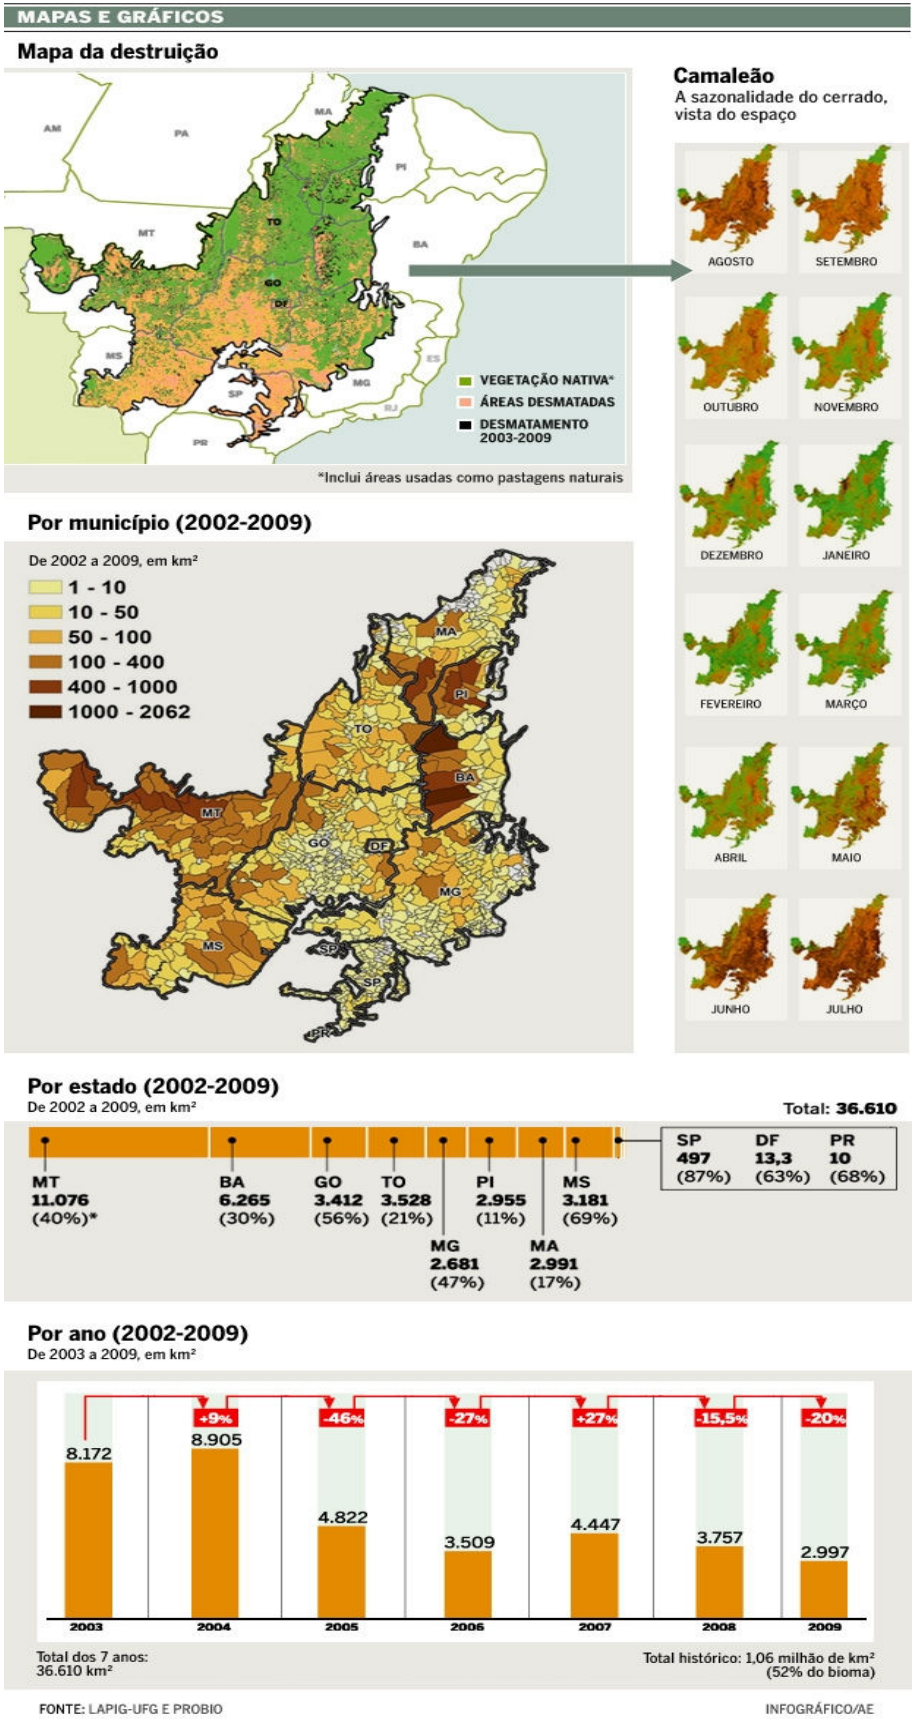 MAPAS E GRÁFICOS
Mapa da destruição
AM
PA
MA
PI
MT
TO
BA
GO
DF
MS
SP
MG
ES
RJ
PR
VEGETAÇÃO NATIVA*
ÁREAS DESMATADAS
DESMATAMENTO
2003-2009
*Inclui áreas usadas como pastagens naturais
Camaleão
A sazonalidade do cerrado,
vista do espaço
AGOSTO
SETEMBRO
OUTUBRO
NOVEMBRO
DEZEMBRO
JANEIRO
FEVEREIRO
MARÇO
ABRIL
MAIO
JUNHO
JULHO
Por município (2002-2009)
De 2002 a 2009, em km²
1 - 10
10 - 50
50 - 100
100 - 400
400 - 1000
1000 - 2062
MA
PI
TO
BA
MT
GO
DF
MG
MS
SP
SP
PR
Por estado (2002-2009)
De 2002 a 2009, em km²
Total: 36.610
MT
11.076
(40%)*
BA
6.265
(30%)
GO
3.412
(56%)
TO
3.528
(21%)
MG
2.681
(47%)
PI
2.955
(11%)
MA
2.991
(17%)
MS
3.181
(69%)
SP
497
(87%)
DF
13,3
(63%)
PR
10
(68%)
Por ano (2002-2009)
De 2003 a 2009, em km²
+9%
-46%
-27%
+27%
-15,5%
-20%
8.172
8.905
4.822
3.509
4.447
3.757
2.997
2003
2004
2005
2006
2007
2008
2009
Total dos 7 anos:
36.610 km²
Total histórico: 1,06 milhão de km²
(52% do bioma)
FONTE: LAPIG-UFG E PROBIO
INFOGRÁFICO/AE